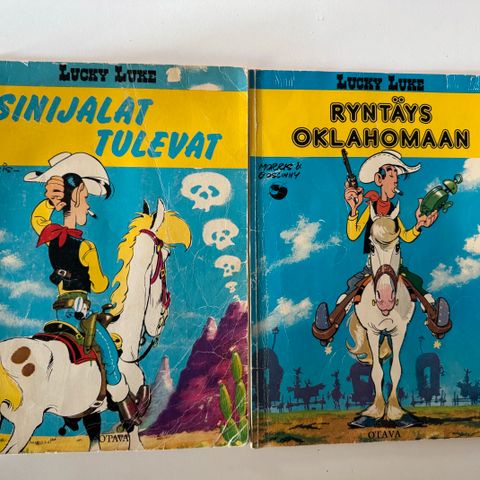 LUCKY LUKE
SINIJALAT
TULEVAT
OTAVA
LUCKY LUKE
RYNTÄYS
OKLAHOMAAN
MORRIS &
GOSCINNY
OTAVA